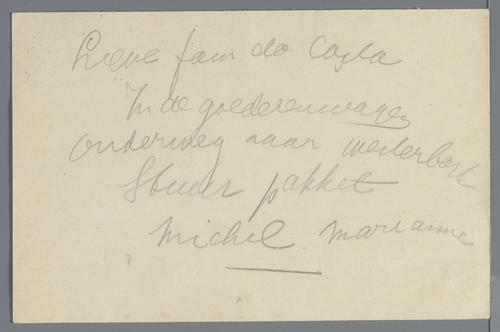 Lieve fam da Costa
In de goederenwagen
onderweg naar Westerbork
Stuur pakket
Michel Marianne